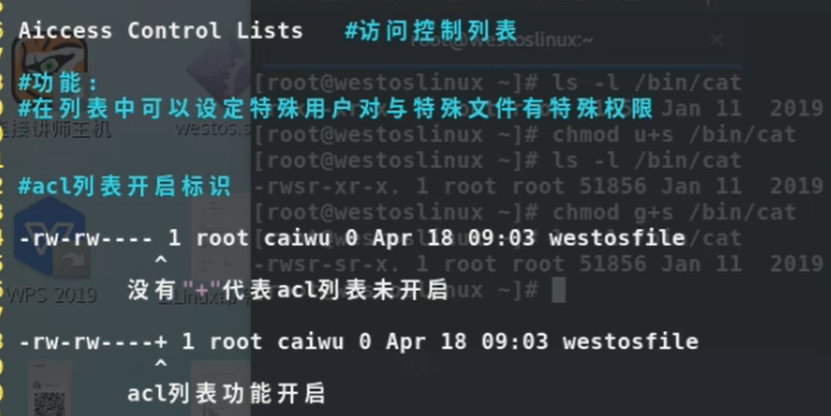 Aiccess Control Lists #访问控制列表
root@westoslinux:~
#功能:
[root@westoslinux ~]# ls -l /bin/cat
#在列表中可以设定特殊用户对与特殊文件有特殊权限
Jan 11 2019
接讲师主机
westos.s
[root@westoslinux ~]# chmod u+s /bin/cat
[root@westoslinux ~]# ls -l /bin/cat
#acl列表开启标识
-rwsr-xr-x. 1 root root 51856 Jan 11 2019
[root@westoslinux ~]# chmod g+s /bin/cat
-rw-rw---- 1 root caiwu 0 Apr 18 09:03 westosfile
/cat
^
-rwsr-sr-x. 1 root root 51856 Jan 11 2019
WPS 2019
没有"+"代表acl列表未开启
nux ~]#
-rw-rw----+ 1 root caiwu 0 Apr 18 09:03 westosfile
^
acl列表功能开启